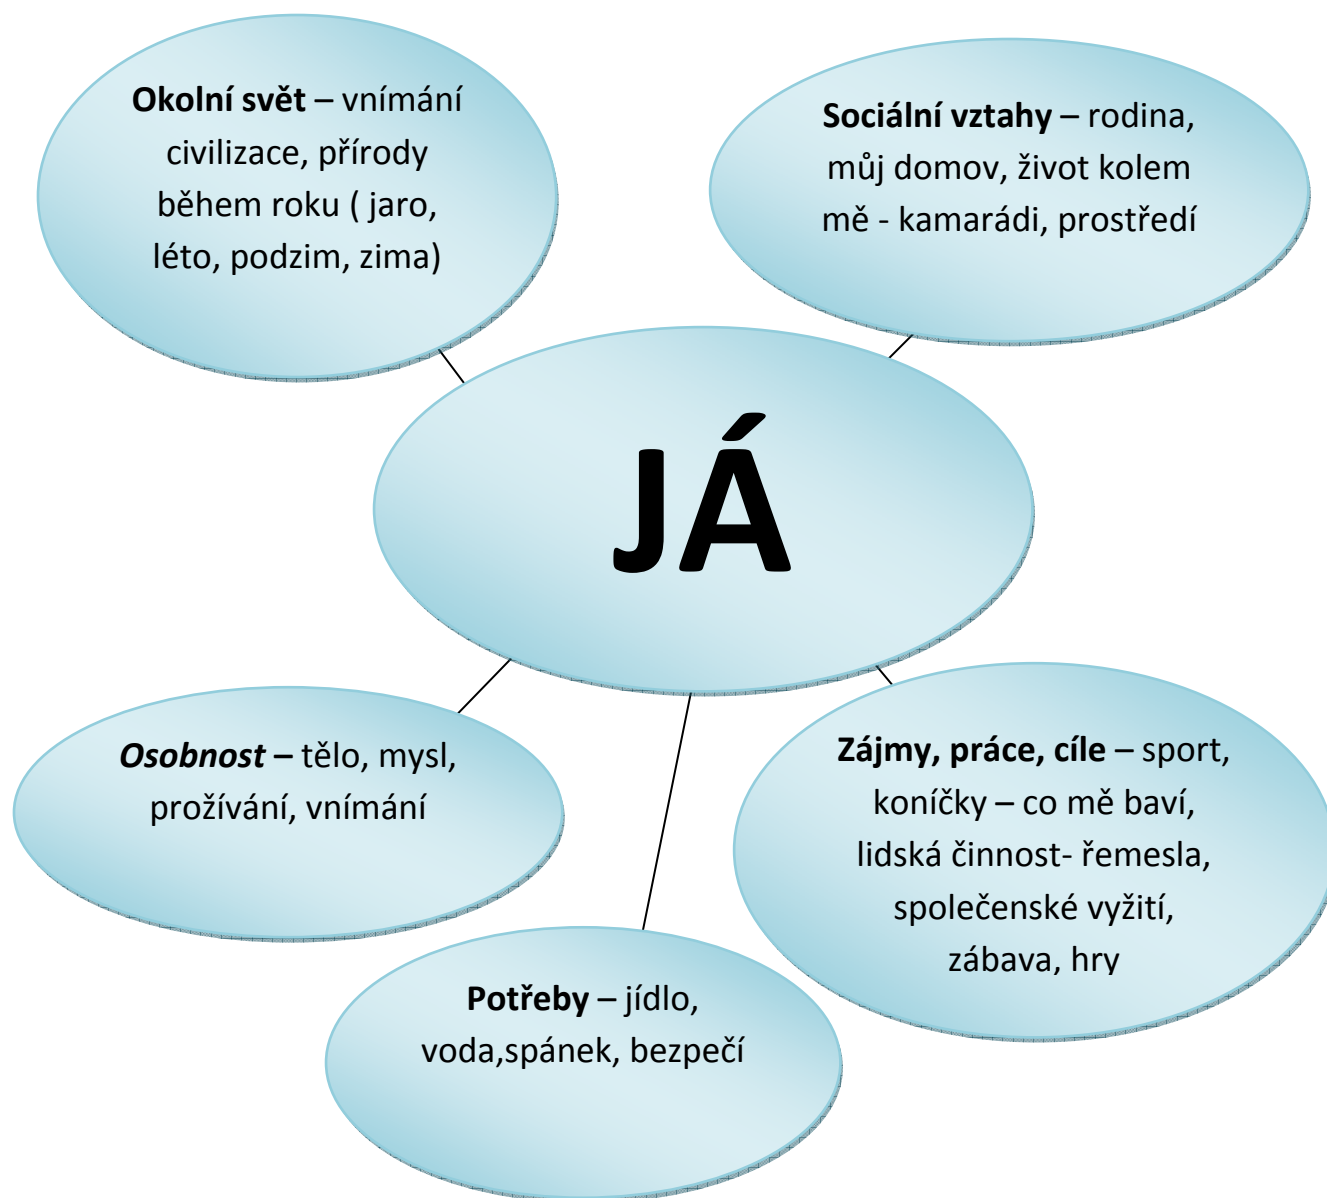 Okolní svět – vnímání
civilizace, přírody
během roku ( jaro,
léto, podzim, zima)
Sociální vztahy – rodina,
můj domov, život kolem
mě - kamarádi, prostředí
JÁ
Osobnost – tělo, mysl,
prožívání, vnímání
Zájmy, práce, cíle – sport,
koníčky – co mě baví,
lidská činnost- řemesla,
společenské vyžití,
zábava, hry
Potřeby – jídlo,
voda,spánek, bezpečí